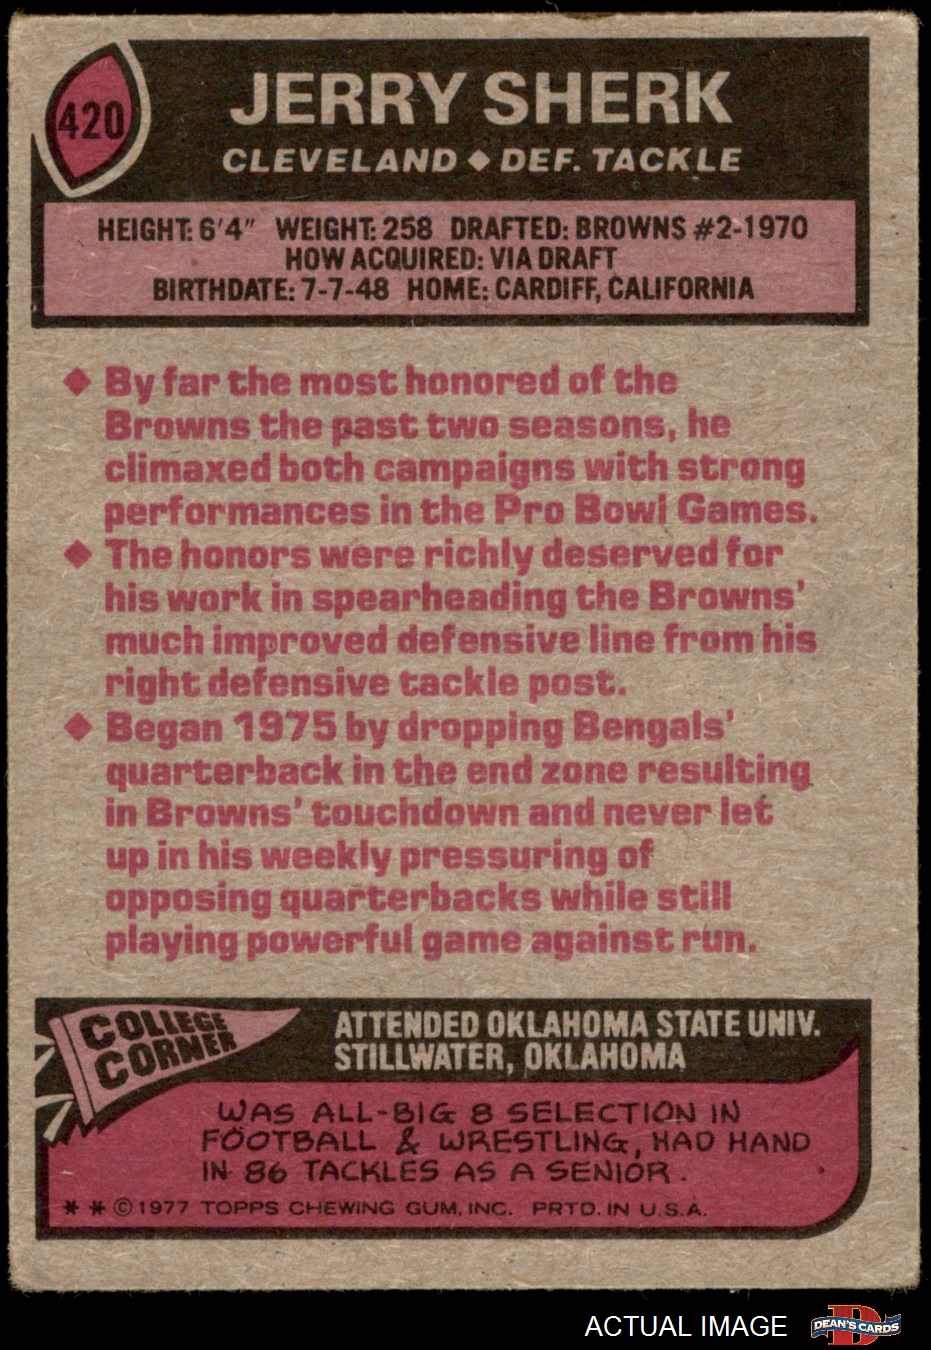 420
JERRY SHERK
CLEVELAND ◆ DEF. TACKLE
HEIGHT: 6'4" WEIGHT: 258 DRAFTED: BROWNS #2-1970
HOW ACQUIRED: VIA DRAFT
BIRTHDATE: 7-7-48 HOME: CARDIFF, CALIFORNIA
◆ By far the most honored of the
Browns the past two seasons, he
climaxed both campaigns with strong
performances in the Pro Bowl Games.
◆ The honors were richly deserved for
his work in spearheading the Browns'
much improved defensive line from his
right defensive tackle post.
◆ Began 1975 by dropping Bengals'
quarterback in the end zone resulting
in Browns' touchdown and never let
up in his weekly pressuring of
opposing quarterbacks while still
playing powerful game against run.
COLLEGE
CORNER
ATTENDED OKLAHOMA STATE UNIV.
STILLWATER, OKLAHOMA
WAS ALL-BIG 8 SELECTION IN
FOOTBALL & WRESTLING, HAD HAND
IN 86 TACKLES AS A SENIOR.
* * © 1977 TOPPS CHEWING GUM, INC. PRTD. IN U.S.A.
ACTUAL IMAGE
D
DEAN'S CARDS